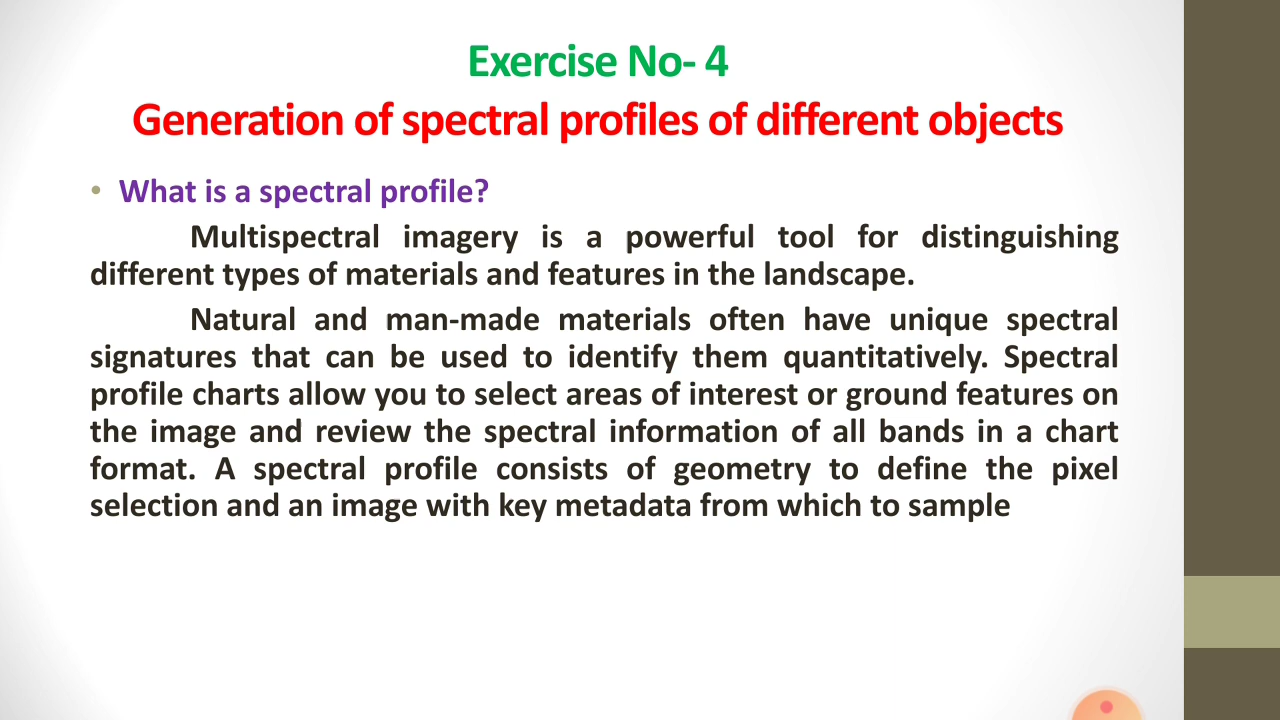 Exercise No- 4
Generation of spectral profiles of different objects
• What is a spectral profile?
Multispectral imagery is a powerful tool for distinguishing
different types of materials and features in the landscape.
Natural and man-made materials often have unique spectral
signatures that can be used to identify them quantitatively. Spectral
profile charts allow you to select areas of interest or ground features on
the image and review the spectral information of all bands in a chart
format. A spectral profile consists of geometry to define the pixel
selection and an image with key metadata from which to sample